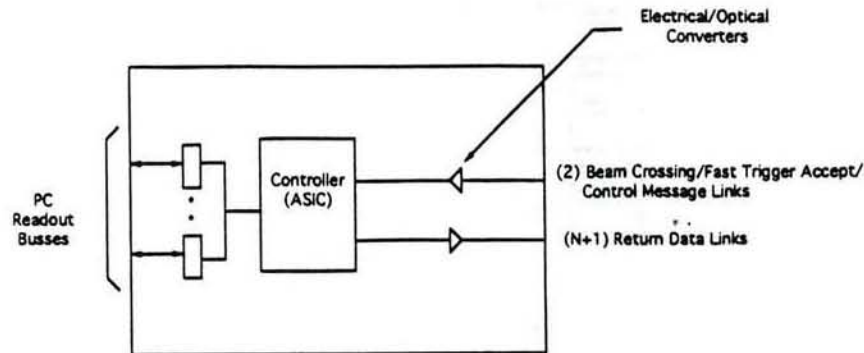 Electrical/Optical
Converters
PC
Readout
Busses
Controller
(ASIC)
(2) Beam Crossing/Fast Trigger Accept/
Control Message Links
(N+1) Return Data Links